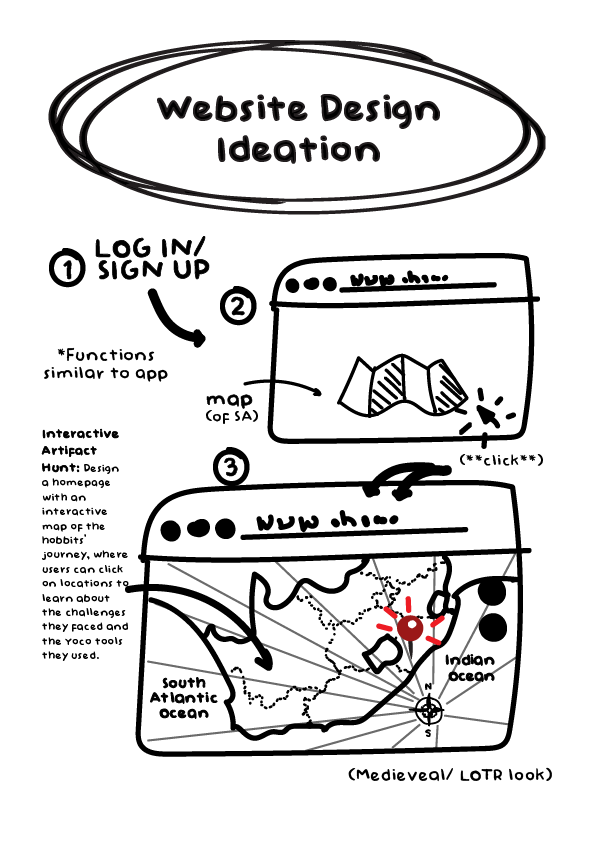 Website Design
Ideation
1
LOG IN/
SIGN UP
2
www.
*Functions
similar to app
map
(OF SA)
(**click**)
Interactive
Artifact
Hunt: Design
a homepage
with an
interactive
map of the
hobbits'
journey, where
users can click
on locations to
learn about
the challenges
they faced and
the Yoco tools
they used.
3
www.
Indian
Ocean
South
Atlantic
Ocean
N
S
(Medieveal/ LOTR look)